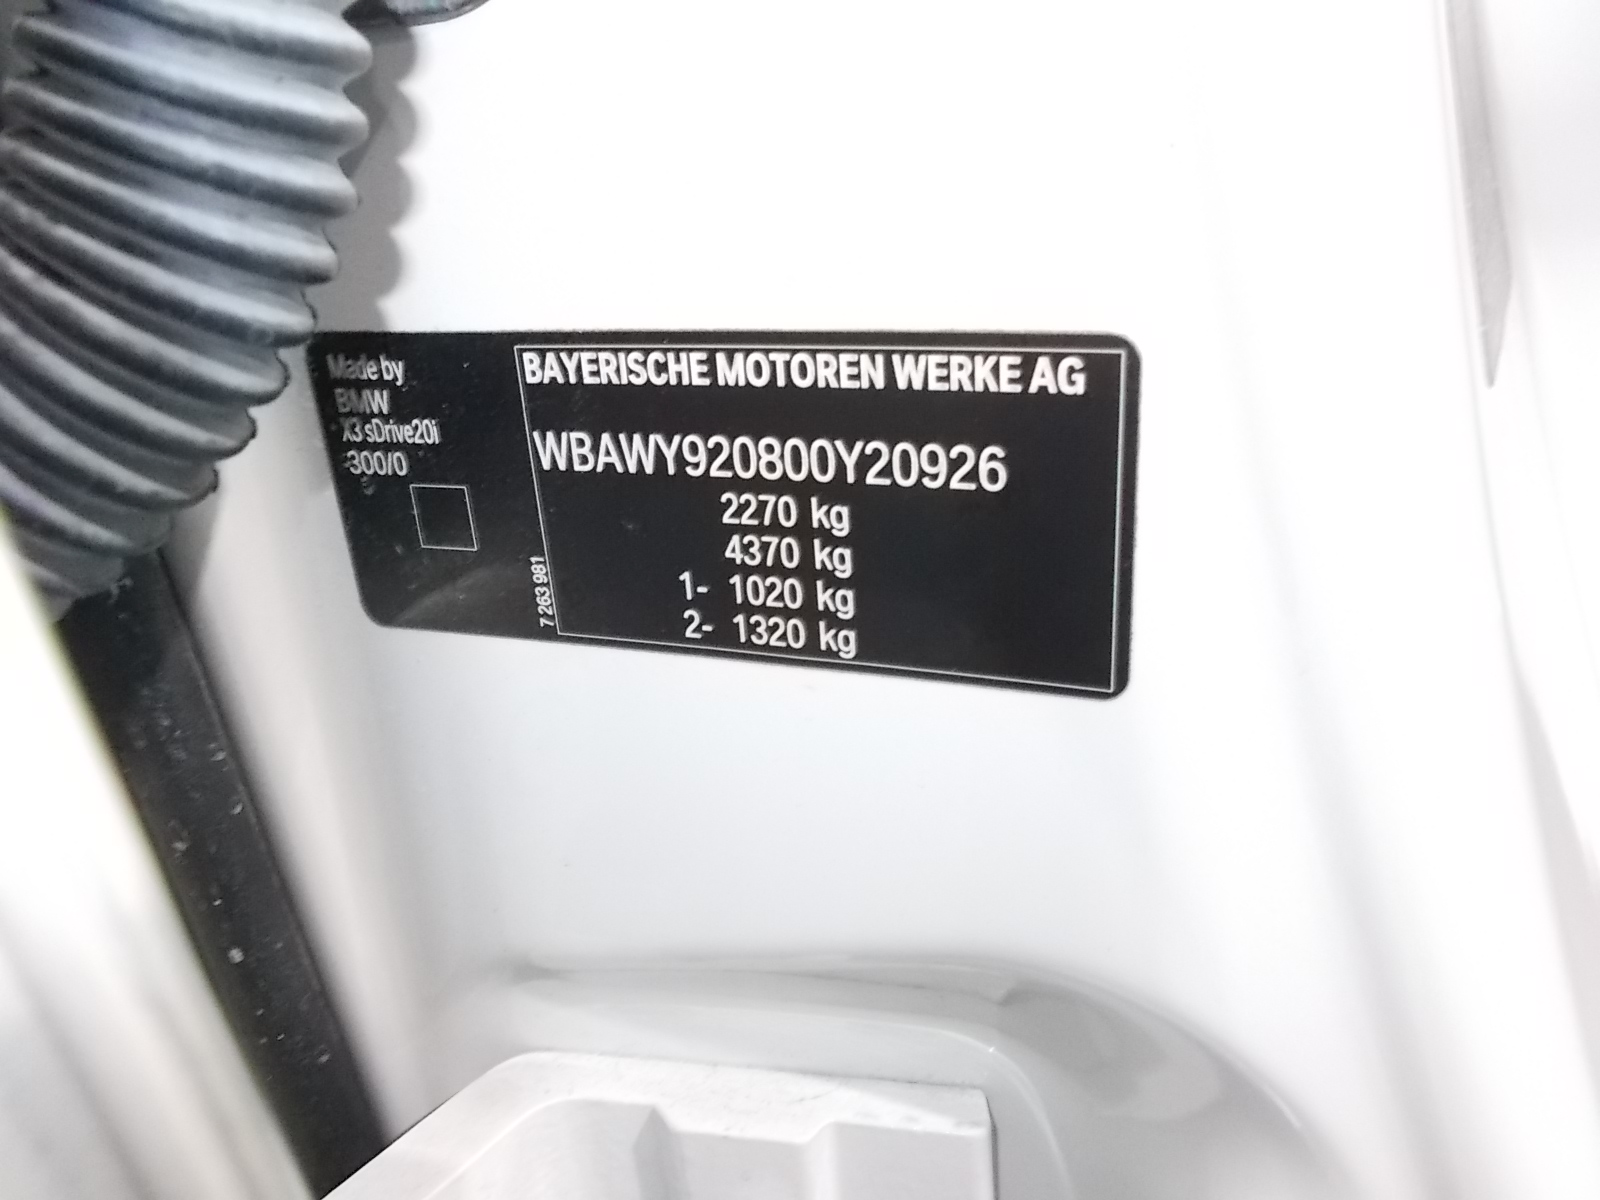 Made by
BMW
X3 sDrive20i
300/0
BAYERISCHE MOTOREN WERKE AG
WBAWY920800Y20926
2270 kg
4370 kg
1- 1020 kg
2- 1320 kg
7 263 981